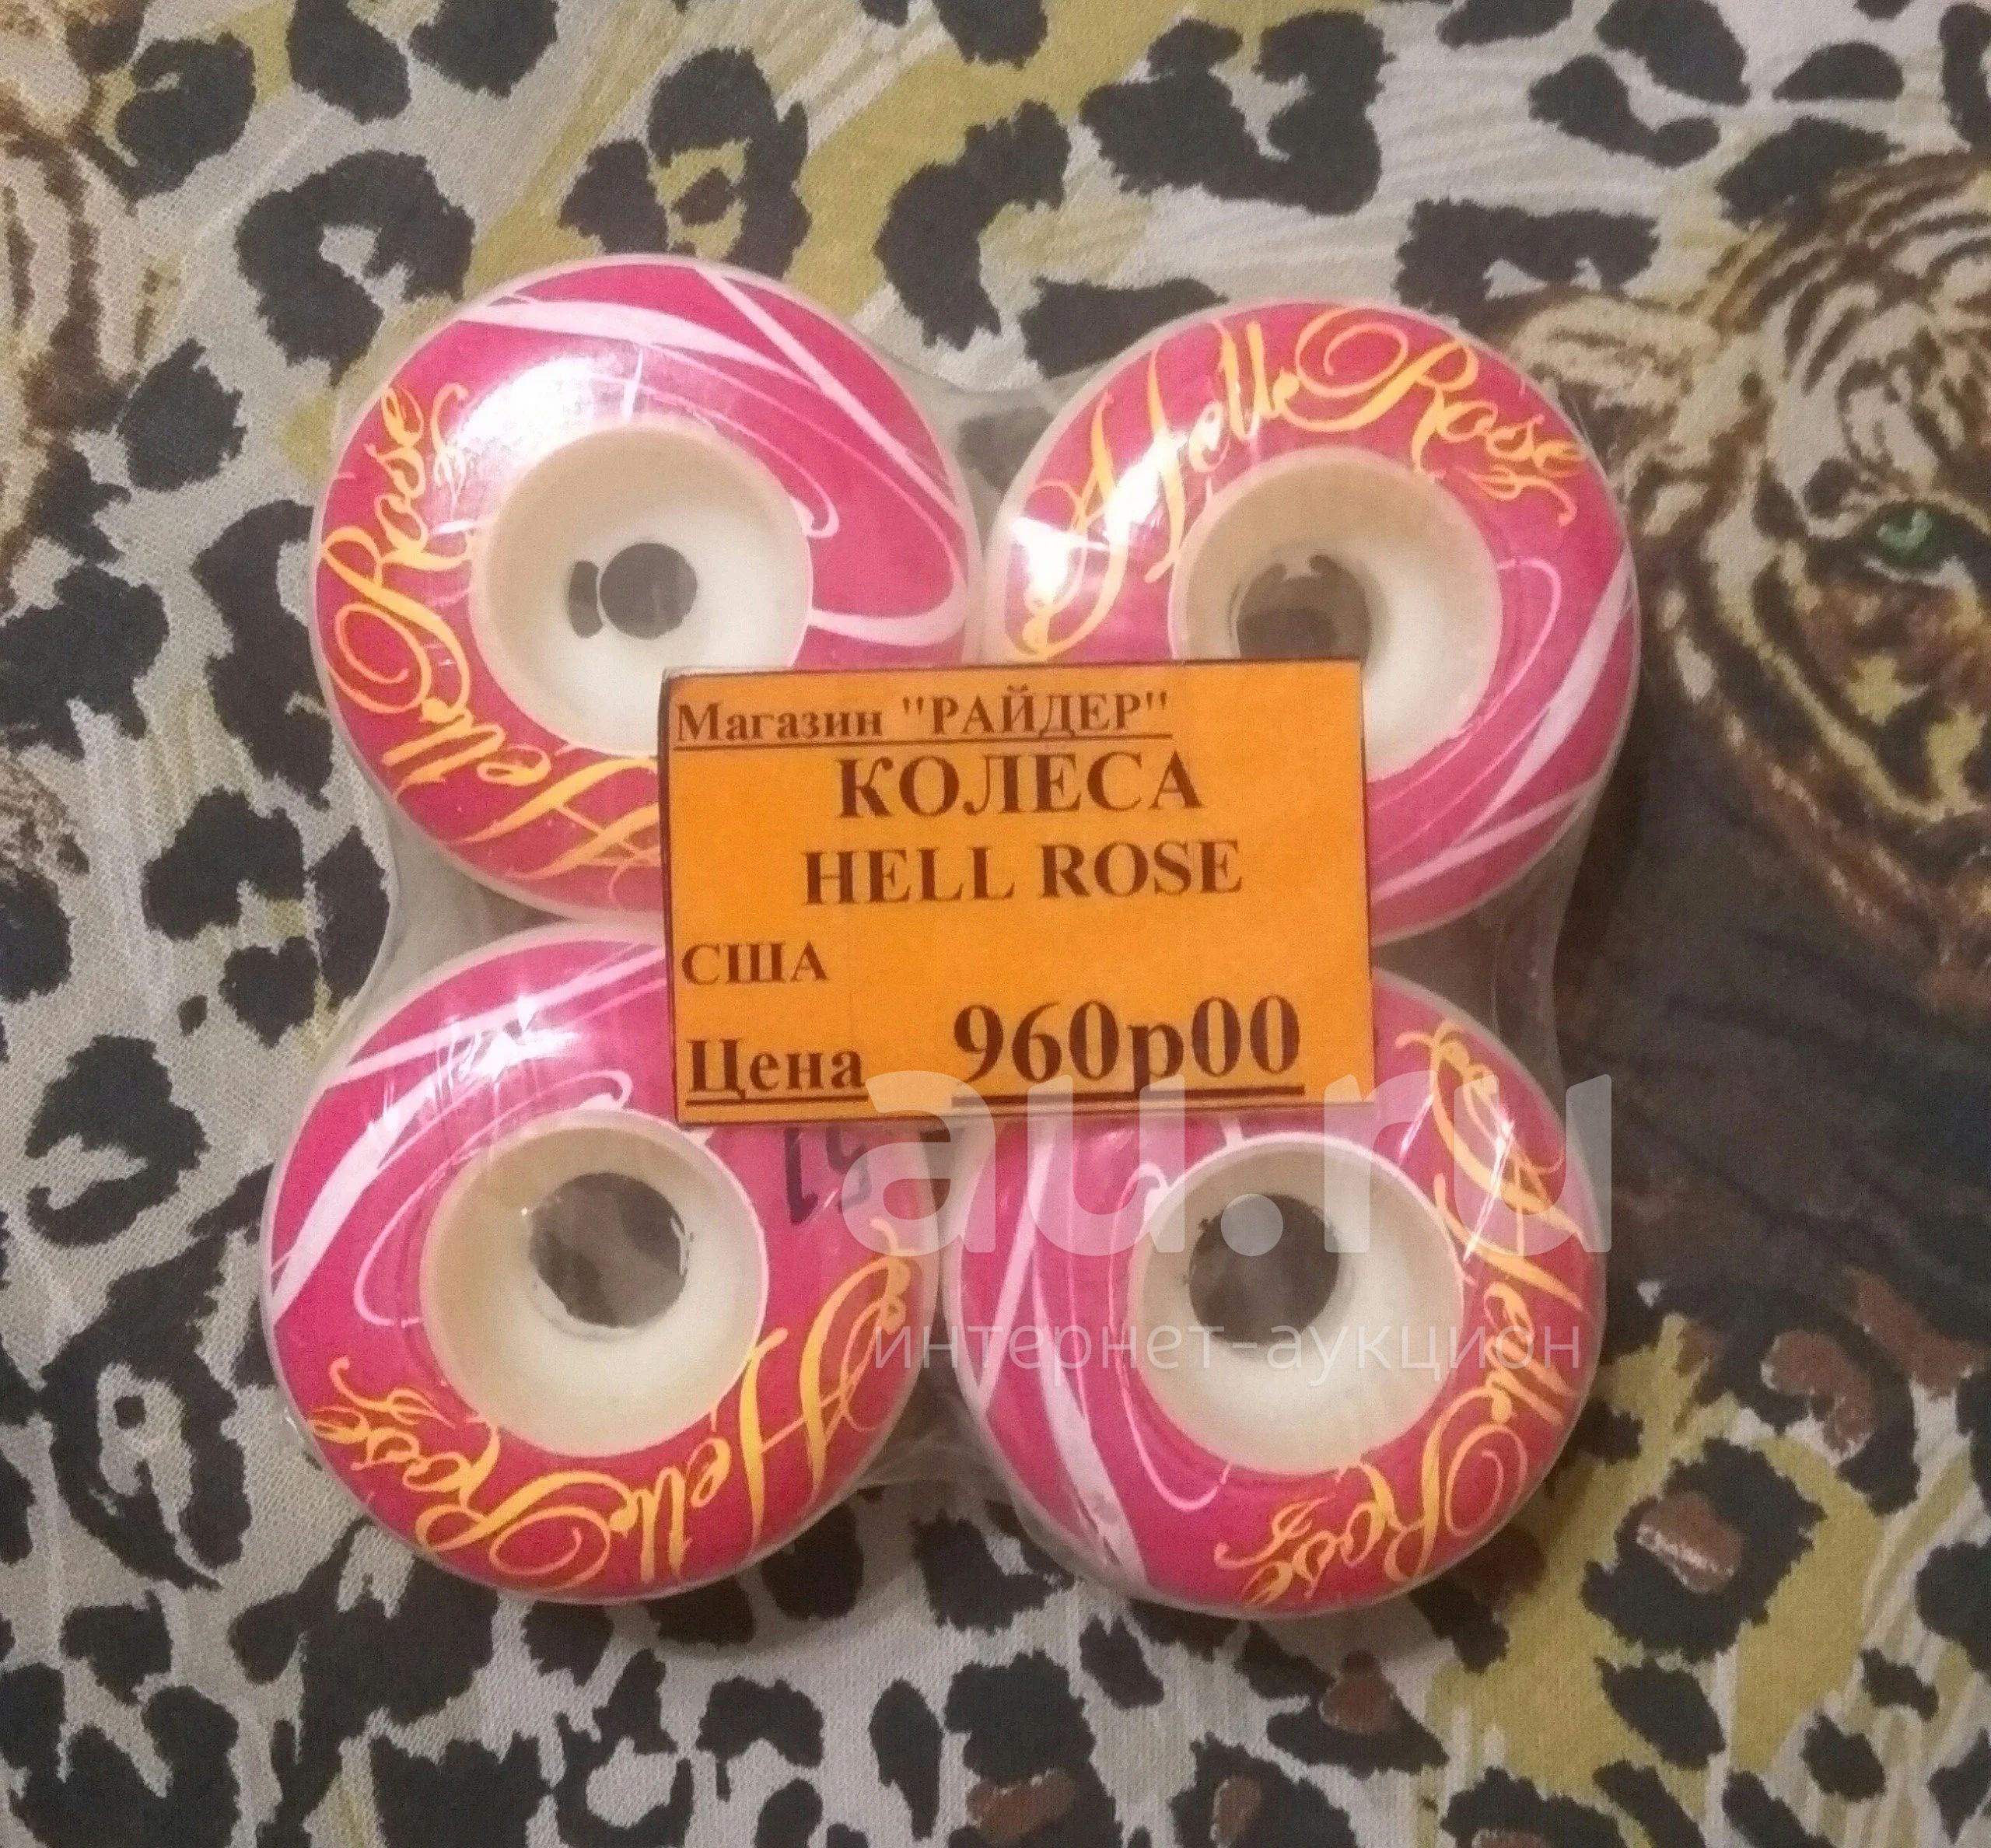 Hell Rose
Hell Rose
Магазин "РАЙДЕР"
КОЛЕСА
HELL ROSE
США
Цена 960р00
51
au.ru
интернет-аукцион
Hell Rose
Hell Rose